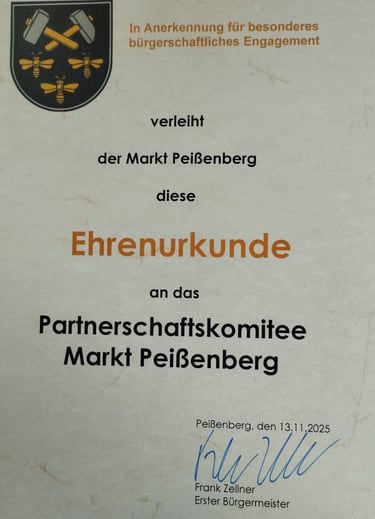 In Anerkennung für besonderes
bürgerschaftliches Engagement
verleiht
der Markt Peißenberg
diese
Ehrenurkunde
an das
Partnerschaftskomitee
Markt Peißenberg
Peißenberg, den 13.11.2025
Frank Zellner
Erster Bürgermeister